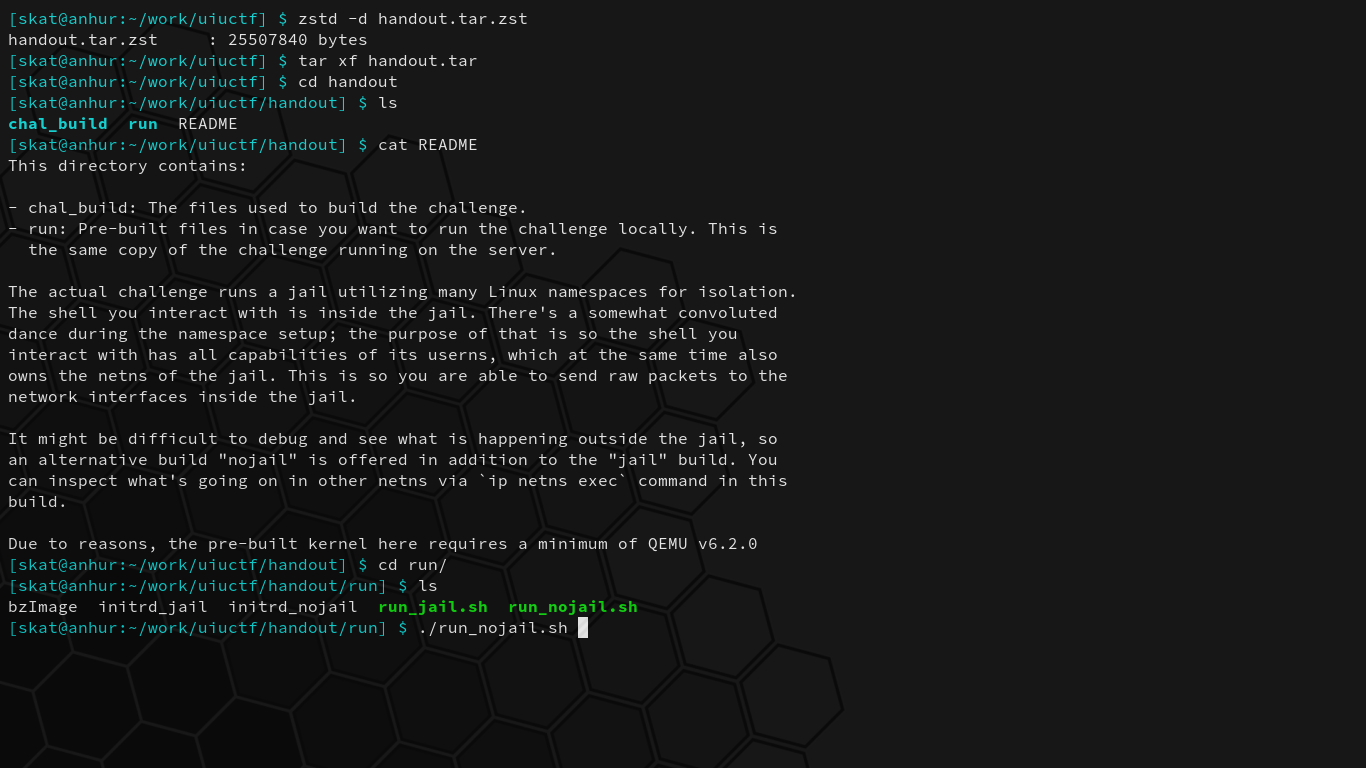 [skat@anhur:~/work/uiuctf] $ zstd -d handout.tar.zst
handout.tar.zst     : 25507840 bytes
[skat@anhur:~/work/uiuctf] $ tar xf handout.tar
[skat@anhur:~/work/uiuctf] $ cd handout
[skat@anhur:~/work/uiuctf/handout] $ ls
chal_build  run  README
[skat@anhur:~/work/uiuctf/handout] $ cat README
This directory contains:

- chal_build: The files used to build the challenge.
- run: Pre-built files in case you want to run the challenge locally. This is
  the same copy of the challenge running on the server.

The actual challenge runs a jail utilizing many Linux namespaces for isolation.
The shell you interact with is inside the jail. There's a somewhat convoluted
dance during the namespace setup; the purpose of that is so the shell you
interact with has all capabilities of its userns, which at the same time also
owns the netns of the jail. This is so you are able to send raw packets to the
network interfaces inside the jail.

It might be difficult to debug and see what is happening outside the jail, so
an alternative build "nojail" is offered in addition to the "jail" build. You
can inspect what's going on in other netns via `ip netns exec` command in this
build.

Due to reasons, the pre-built kernel here requires a minimum of QEMU v6.2.0
[skat@anhur:~/work/uiuctf/handout] $ cd run/
[skat@anhur:~/work/uiuctf/handout/run] $ ls
bzImage  initrd_jail  initrd_nojail  run_jail.sh  run_nojail.sh
[skat@anhur:~/work/uiuctf/handout/run] $ ./run_nojail.sh